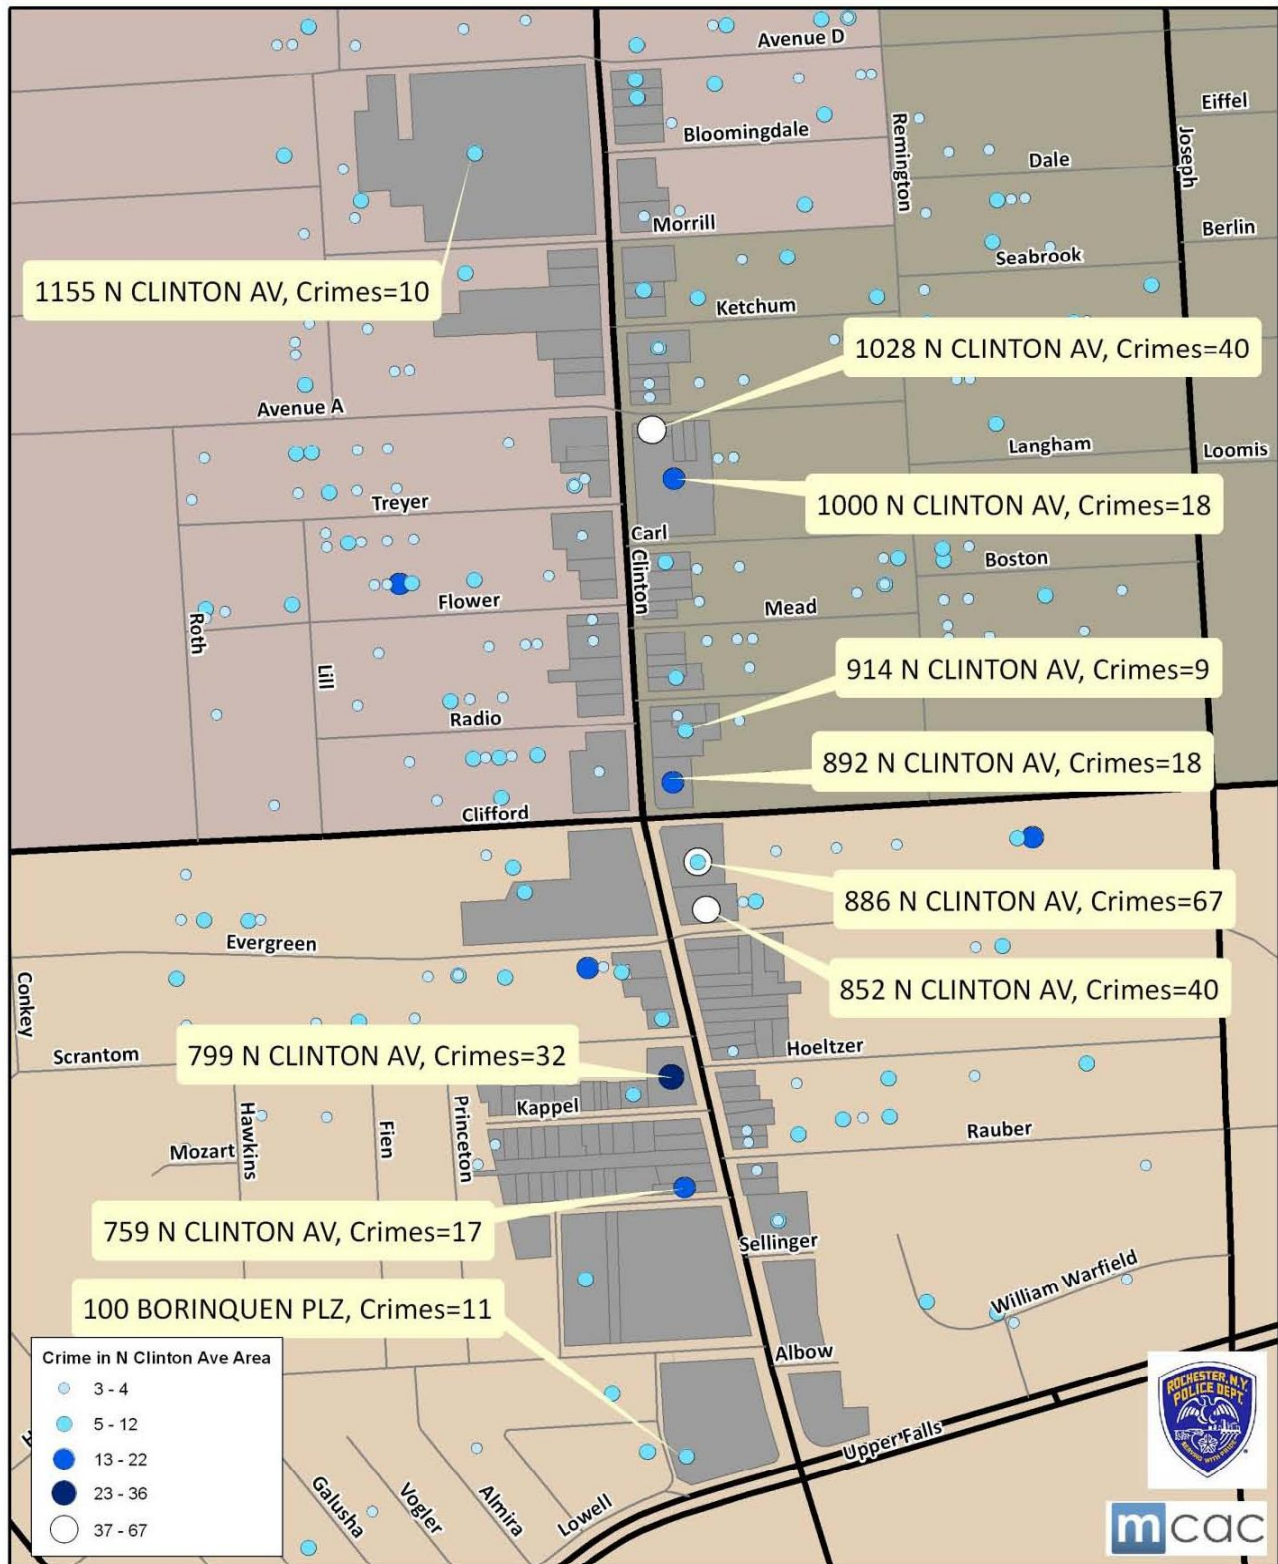 Avenue D
Eiffel
Bloomingdale
Remington
Joseph
Dale
Morrill
Berlin
Seabrook
1155 N CLINTON AV, Crimes=10
Ketchum
1028 N CLINTON AV, Crimes=40
Avenue A
Langham
Loomis
Treyer
1000 N CLINTON AV, Crimes=18
Carl
Clinton
Boston
Flower
Mead
Roth
Lill
914 N CLINTON AV, Crimes=9
Radio
892 N CLINTON AV, Crimes=18
Clifford
886 N CLINTON AV, Crimes=67
Evergreen
Conkey
852 N CLINTON AV, Crimes=40
Scrantom
799 N CLINTON AV, Crimes=32
Hoeltzer
Hawkins
Fien
Princeton
Kappel
Mozart
Rauber
759 N CLINTON AV, Crimes=17
Sellinger
William Warfield
100 BORINQUEN PLZ, Crimes=11
Albow
Crime in N Clinton Ave Area
3 - 4
5 - 12
13 - 22
23 - 36
37 - 67
Upper Falls
Galusha
Vogler
Almira
Lowell
ROCHESTER, N.Y.
POLICE DEPT.
SERVING WITH PRIDE
mcac